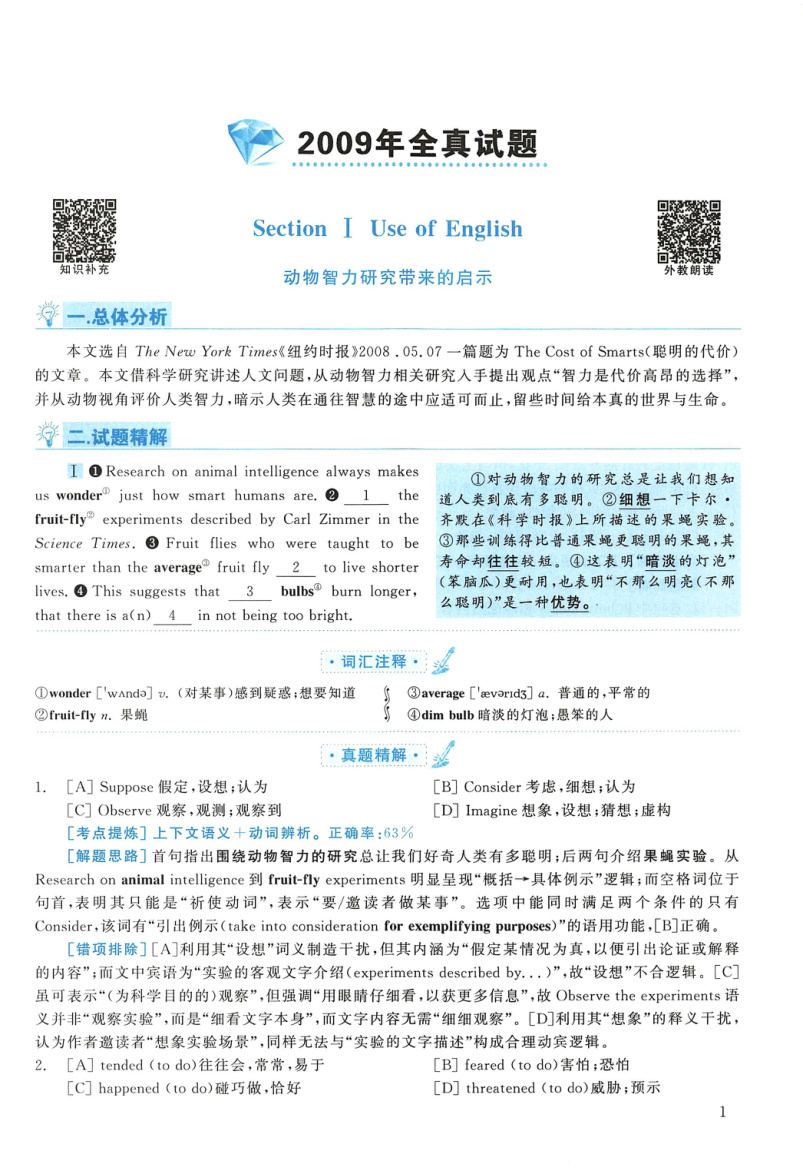 2009年全真试题
知识补充
Section Ⅰ Use of English
外教朗读
动物智力研究带来的启示
一.总体分析
本文选自 The New York Times《纽约时报》2008.05.07 一篇题为 The Cost of Smarts(聪明的代价)
的文章。本文借科学研究讲述人文问题,从动物智力相关研究入手提出观点“智力是代价高昂的选择”,
并从动物视角评价人类智力,暗示人类在通往智慧的途中应适可而止,留些时间给本真的世界与生命。
二.试题精解
Ⅰ ❶ Research on animal intelligence always makes
us wonder① just how smart humans are. ❷ 1 the
fruit-fly② experiments described by Carl Zimmer in the
Science Times. ❸ Fruit flies who were taught to be
smarter than the average③ fruit fly 2 to live shorter
lives. ❹ This suggests that 3 bulbs④ burn longer,
that there is a(n) 4 in not being too bright.
①对动物智力的研究总是让我们想知
道人类到底有多聪明。②细想一下卡尔·
齐默在《科学时报》上所描述的果蝇实验。
③那些训练得比普通果蝇更聪明的果蝇,其
寿命却往往较短。④这表明“暗淡的灯泡”
(笨脑瓜)更耐用,也表明“不那么明亮(不那
么聪明)”是一种优势。
·词汇注释·
①wonder [ˈwʌndə] v. (对某事)感到疑惑;想要知道
②fruit-fly n. 果蝇
③average [ˈævərɪdʒ] a. 普通的,平常的
④dim bulb 暗淡的灯泡;愚笨的人
·真题精解·
1. [A] Suppose 假定,设想;认为 [B] Consider 考虑,细想;认为
[C] Observe 观察,观测;观察到 [D] Imagine 想象,设想;猜想;虚构
[考点提炼] 上下文语义+动词辨析。正确率:63%
[解题思路] 首句指出围绕动物智力的研究总让我们好奇人类有多聪明;后两句介绍果蝇实验。从
Research on animal intelligence 到 fruit-fly experiments 明显呈现“概括→具体例示”逻辑;而空格词位于
句首,表明其只能是“祈使动词”,表示“要/邀读者做某事”。选项中能同时满足两个条件的只有
Consider,该词有“引出例示(take into consideration for exemplifying purposes)”的语用功能,[B]正确。
[错项排除] [A]利用其“设想”词义制造干扰,但其内涵为“假定某情况为真,以便引出论证或解释
的内容”;而文中宾语为“实验的客观文字介绍(experiments described by...)”,故“设想”不合逻辑。[C]
虽可表示“(为科学目的的)观察”,但强调“用眼睛仔细看,以获更多信息”,故 Observe the experiments 语
义并非“观察实验”,而是“细看文字本身”,而文字内容无需“细细观察”。[D]利用其“想象”的释义干扰,
认为作者邀读者“想象实验场景”,同样无法与“实验的文字描述”构成合理动宾逻辑。
2. [A] tended (to do)往往会,常常,易于 [B] feared (to do)害怕;恐怕
[C] happened (to do)碰巧做,恰好 [D] threatened (to do)威胁;预示
1